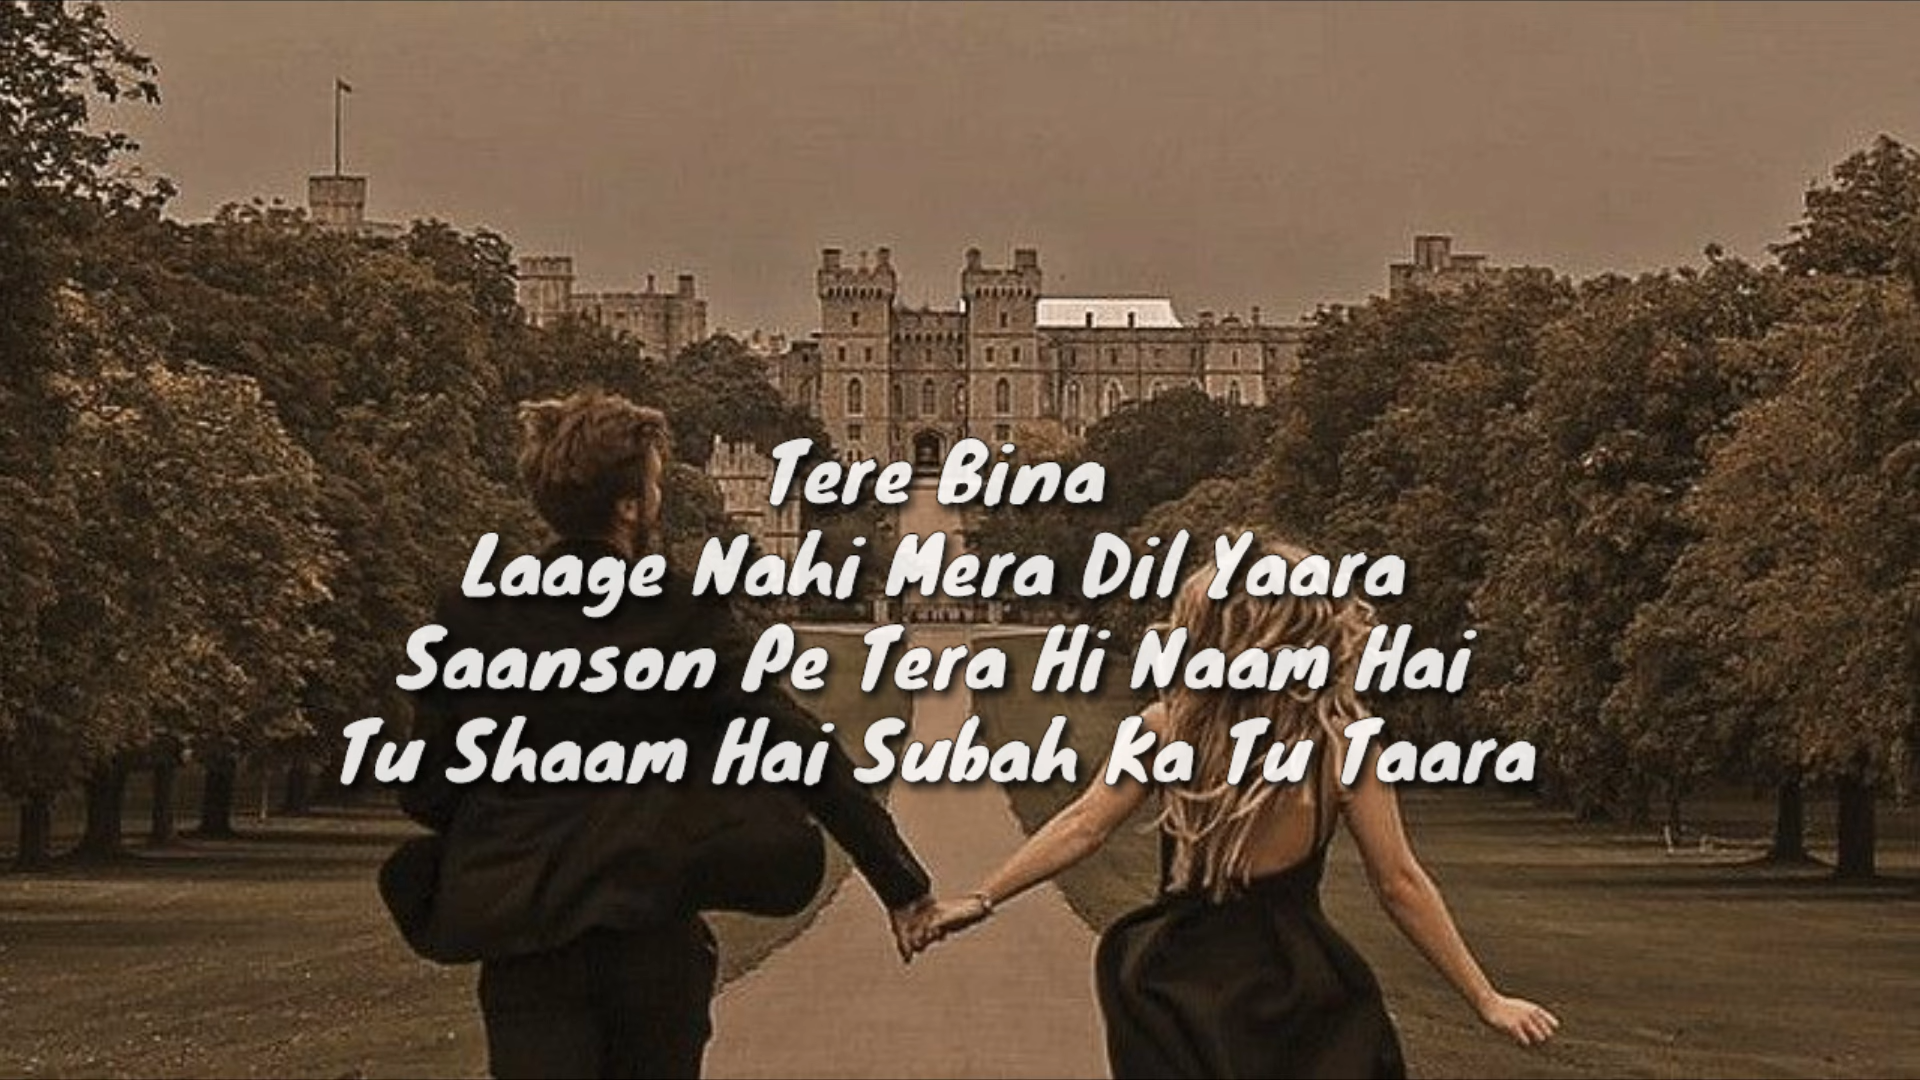 Tere Bina
Laage Nahi Mera Dil Yaara
Saanson Pe Tera Hi Naam Hai
Tu Shaam Hai Subah Ka Tu Taara